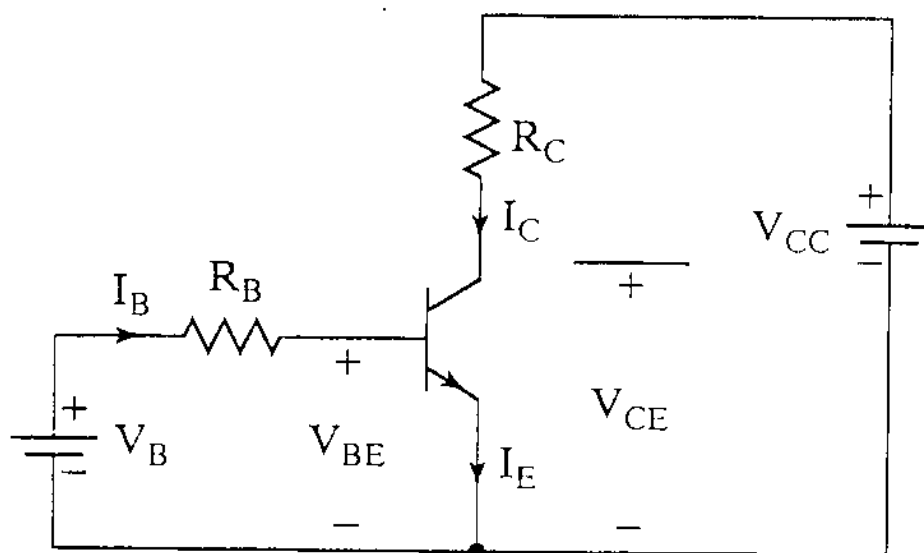 R_C
I_C
V_CC
+
-
I_B
R_B
+
V_CE
-
+
V_BE
-
I_E
+
V_B
-